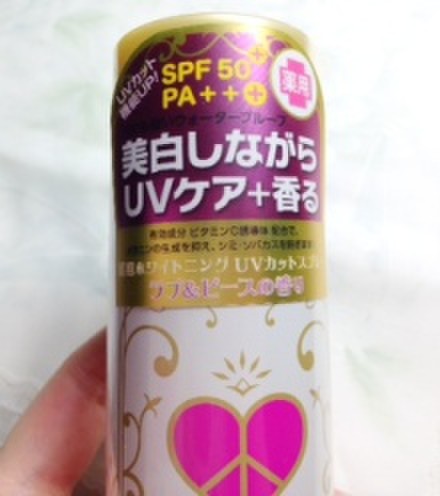 UVカット
機能UP!
SPF 50+
PA+++
薬用
ウォータープルーフ
美白しながら
UVケア+香る
有効成分 ビタミンC誘導体 配合で、
メラニンの生成を抑え、シミ・ソバカスを防ぎます。
ホワイトニング UVカットスプレー
ラブ&ピースの香り